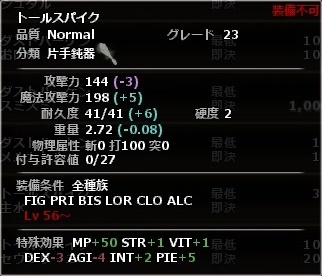 トールスパイク 装備不可
品質 Normal グレード 23
分類 片手鈍器
攻撃力 144 (-3)
魔法攻撃力 198 (+5)
耐久度 41/41 (+6) 硬度 2
重量 2.72 (-0.08)
物理属性 斬0 打100 突0
付与許容値 0/27
装備条件 全種族
FIG PRI BIS LOR CLO ALC
Lv 56～
特殊効果 MP+50 STR+1 VIT+1
DEX-3 AGI-4 INT+2 PIE+5